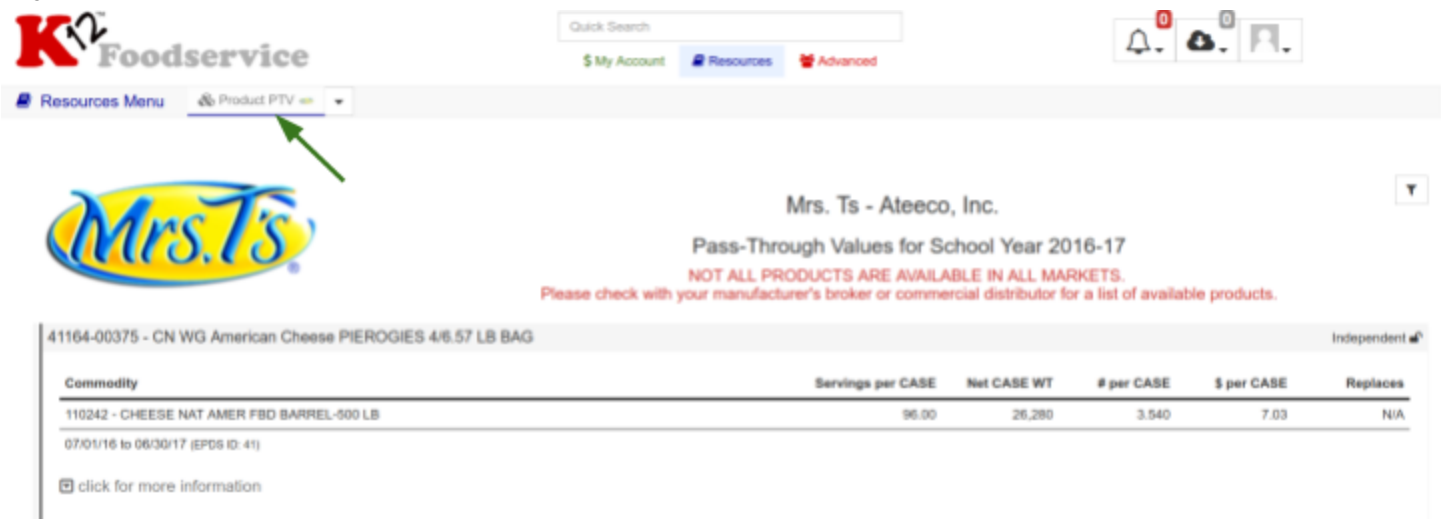 K12™
Foodservice
Quick Search
$ My Account Resources Advanced
0 0
Resources Menu Product PTV
Mrs. T's®
Mrs. Ts - Ateeco, Inc.
Pass-Through Values for School Year 2016-17
NOT ALL PRODUCTS ARE AVAILABLE IN ALL MARKETS.
Please check with your manufacturer's broker or commercial distributor for a list of available products.
41164-00375 - CN WG American Cheese PIEROGIES 4/6.57 LB BAG Independent
Commodity Servings per CASE Net CASE WT # per CASE $ per CASE Replaces
110242 - CHEESE NAT AMER FBD BARREL-500 LB 96.00 26,280 3.540 7.03 N/A
07/01/16 to 06/30/17 (EPDS ID: 41)
click for more information